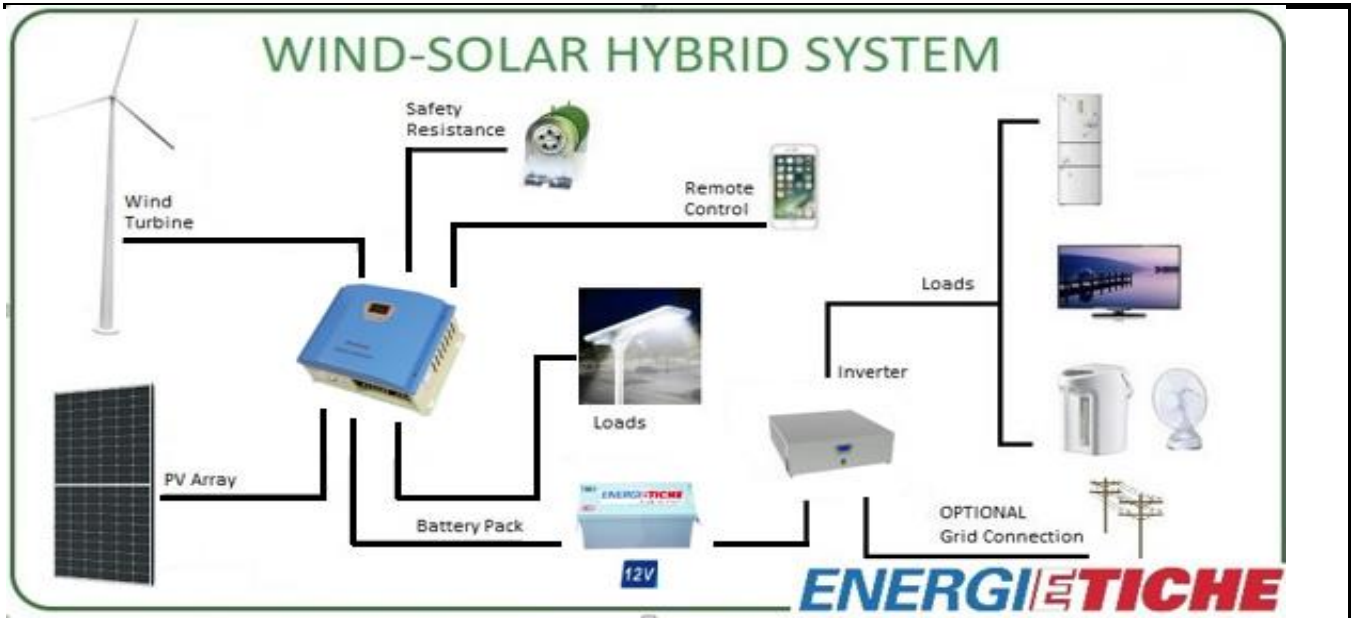 WIND-SOLAR HYBRID SYSTEM
Safety
Resistance
Remote
Control
Wind
Turbine
Loads
Inverter
Loads
PV Array
ENERGIETICHE
Battery Pack
OPTIONAL
Grid Connection
12V
ENERGIETICHE